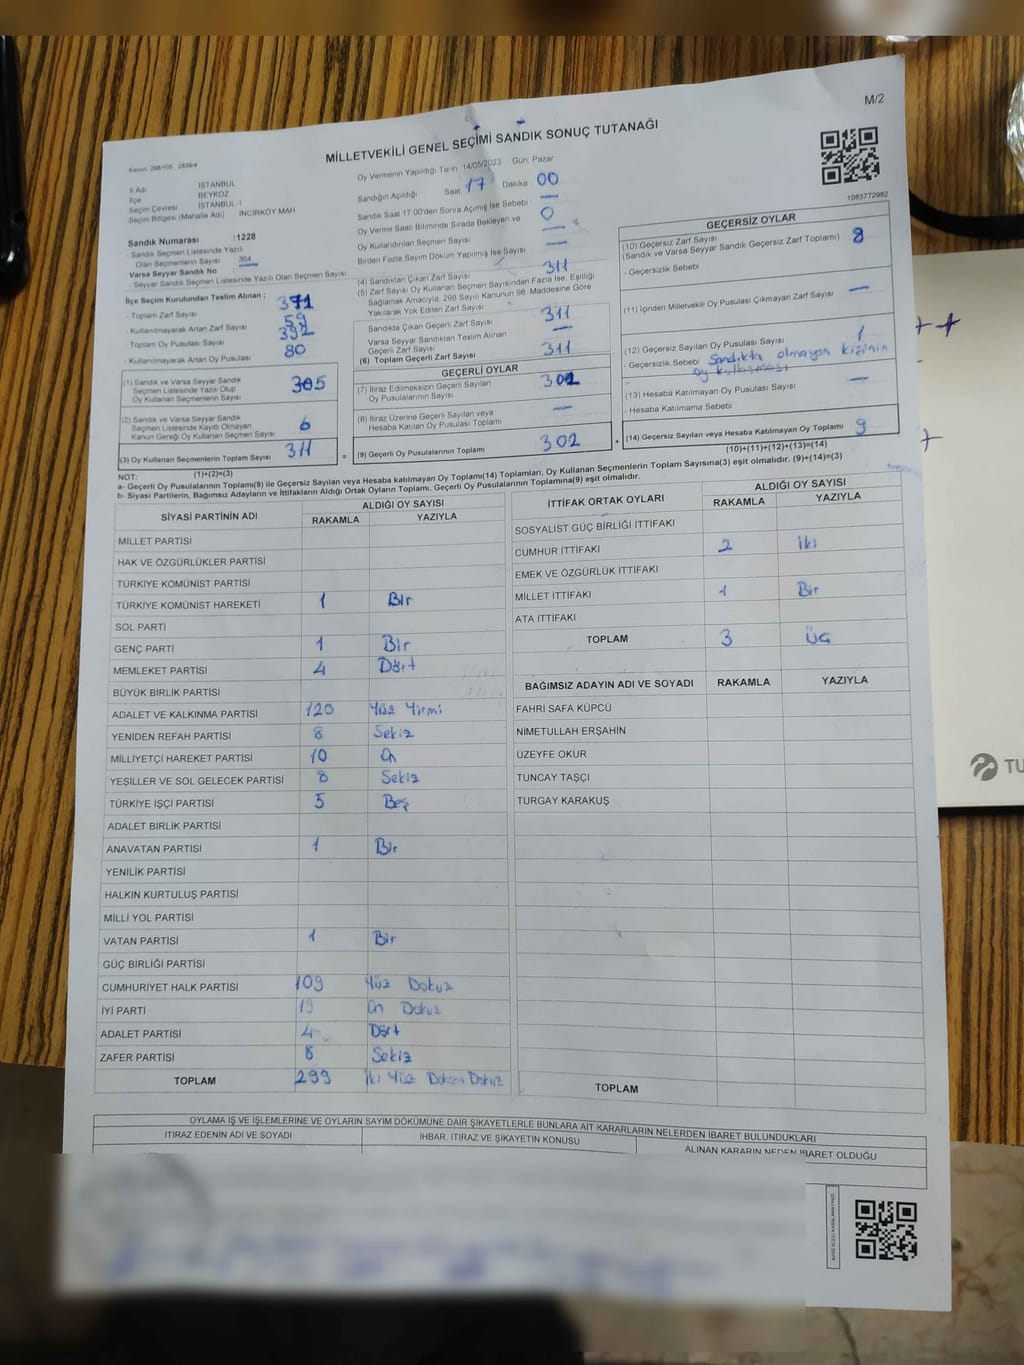 M/2
MİLLETVEKİLİ GENEL SEÇİMİ SANDIK SONUÇ TUTANAĞI
Kanun: 298/105 , 2839/4
1083772982
İl Adı İSTANBUL
İlçe BEYKOZ
Seçim Çevresi İSTANBUL-1
Seçim Bölgesi (Mahalle Adı) İNCİRKÖY MAH
Sandık Numarası :1228
- Sandık Seçmen Listesinde Yazılı
Olan Seçmenlerin Sayısı 364
Varsa Seyyar Sandık No :
- Seyyar Sandık Seçmen Listesinde Yazılı Olan Seçmen Sayısı
İlçe Seçim Kurulundan Teslim Alınan :
- Toplam Zarf Sayısı 371
- Kullanılmayarak Artan Zarf Sayısı 59
- Toplam Oy Pusulası Sayısı 392
- Kullanılmayarak Artan Oy Pusulası 80
(1) Sandık ve Varsa Seyyar Sandık
Seçmen Listesinde Yazılı Olup
Oy Kullanan Seçmenlerin Sayısı 305
(2) Sandık ve Varsa Seyyar Sandık
Seçmen Listesinde Kayıtlı Olmayan
Kanun Gereği Oy Kullanan Seçmen Sayısı 6
(3) Oy Kullanan Seçmenlerin Toplam Sayısı 311
(1)+(2)=(3)
Oy Vermenin Yapıldığı Tarih 14/05/2023 Gün: Pazar
Sandığın Açıldığı Saat 17 Dakika 00
Sandık Saat 17:00'den Sonra Açılmış İse Sebebi —
Oy Verme Saati Bitiminde Sırada Bekleyen ve
Oy Kullandırılan Seçmen Sayısı 0
Birden Fazla Sayım Döküm Yapılmış İse Sayısı —
(4) Sandıktan Çıkan Zarf Sayısı 311
(5) Zarf Sayısı Oy Kullanan Seçmen Sayısından Fazla İse, Eşitliği
Sağlamak Amacıyla, 298 Sayılı Kanunun 98. Maddesine Göre
Yakılarak Yok Edilen Zarf Sayısı
Sandıkta Çıkan Geçerli Zarf Sayısı 311
Varsa Seyyar Sandıktan Teslim Alınan
Geçerli Zarf Sayısı —
(6) Toplam Geçerli Zarf Sayısı 311
GEÇERLİ OYLAR
(7) İtiraz Edilmeksizin Geçerli Sayılan
Oy Pusulası Sayısı 302
(8) İtiraz Üzerine Geçerli Sayılan veya
Hesaba Katılan Oy Pusulası Toplamı —
= (9) Geçerli Oy Pusulalarının Toplamı 302 +
GEÇERSİZ OYLAR
(10) Geçersiz Zarf Sayısı 8
(Sandık ve Varsa Seyyar Sandık Geçersiz Zarf Toplamı)
- Geçersizlik Sebebi
(11) İçinden Milletvekili Oy Pusulası Çıkmayan Zarf Sayısı —
(12) Geçersiz Sayılan Oy Pusulası Sayısı 1
- Geçersizlik Sebebi Sandıkta olmayan kişinin
oy kullanması
(13) Hesaba Katılmayan Oy Pusulası Sayısı —
- Hesaba Katılmama Sebebi
(14) Geçersiz Sayılan veya Hesaba Katılmayan Oy Toplamı 9
(10)+(11)+(12)+(13)=(14)
NOT:
a- Geçerli Oy Pusulalarının Toplamı(9) ile Geçersiz Sayılan veya Hesaba katılmayan Oy Toplamı(14) Toplamları, Oy Kullanan Seçmenlerin Toplam Sayısına(3) eşit olmalıdır. (9)+(14)=(3)
b- Siyasi Partilerin, Bağımsız Adayların ve İttifakların Aldığı Ortak Oyların Toplamı, Geçerli Oy Pusulalarının Toplamına(9) eşit olmalıdır.
SİYASİ PARTİNİN ADI ALDIĞI OY SAYISI
RAKAMLA YAZIYLA
MİLLET PARTİSİ
HAK VE ÖZGÜRLÜKLER PARTİSİ
TÜRKİYE KOMÜNİST PARTİSİ
TÜRKİYE KOMÜNİST HAREKETİ 1 Bir
SOL PARTİ
GENÇ PARTİ 1 Bir
MEMLEKET PARTİSİ 4 Dört
BÜYÜK BİRLİK PARTİSİ
ADALET VE KALKINMA PARTİSİ 120 Yüz Yirmi
YENİDEN REFAH PARTİSİ 8 Sekiz
MİLLİYETÇİ HAREKET PARTİSİ 10 On
YEŞİLLER VE SOL GELECEK PARTİSİ 8 Sekiz
TÜRKİYE İŞÇİ PARTİSİ 5 Beş
ADALET BİRLİK PARTİSİ
ANAVATAN PARTİSİ 1 Bir
YENİLİK PARTİSİ
HALKIN KURTULUŞ PARTİSİ
MİLLİ YOL PARTİSİ
VATAN PARTİSİ 1 Bir
GÜÇ BİRLİĞİ PARTİSİ
CUMHURİYET HALK PARTİSİ 109 Yüz Dokuz
İYİ PARTİ 19 On Dokuz
ADALET PARTİSİ 4 Dört
ZAFER PARTİSİ 8 Sekiz
TOPLAM 299 İki Yüz Doksan Dokuz
İTTİFAK ORTAK OYLARI ALDIĞI OY SAYISI
RAKAMLA YAZIYLA
SOSYALİST GÜÇ BİRLİĞİ İTTİFAKI
CUMHUR İTTİFAKI 2 İki
EMEK VE ÖZGÜRLÜK İTTİFAKI
MİLLET İTTİFAKI 1 Bir
ATA İTTİFAKI
TOPLAM 3 Üç
BAĞIMSIZ ADAYIN ADI VE SOYADI RAKAMLA YAZIYLA
FAHRİ SAFA KÜPCÜ
NİMETULLAH ERŞAHİN
ÜZEYFE OKUR
TUNCAY TAŞÇI
TURGAY KARAKUŞ
TOPLAM
OYLAMA İŞ VE İŞLEMLERİNE VE OYLARIN SAYIM DÖKÜMÜNE DAİR ŞİKAYETLERLE BUNLARA AİT KARARLARIN NELERDEN İBARET BULUNDUKLARI
İTİRAZ EDENİN ADI VE SOYADI İHBAR, İTİRAZ VE ŞİKAYETİN KONUSU ALINAN KARARIN NEDEN İBARET OLDUĞU
KARE KODU KARALAMAYINIZ!
TU